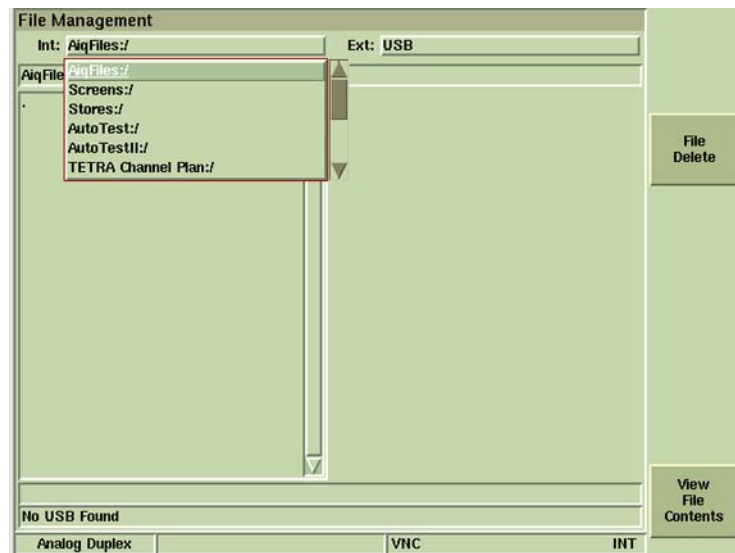 File Management
Int: AiqFiles:/ Ext: USB
AiqFile
AiqFiles:/
Screens:/
Stores:/
AutoTest:/
AutoTestII:/
TETRA Channel Plan:/
.
File
Delete
View
File
Contents
No USB Found
Analog Duplex VNC INT